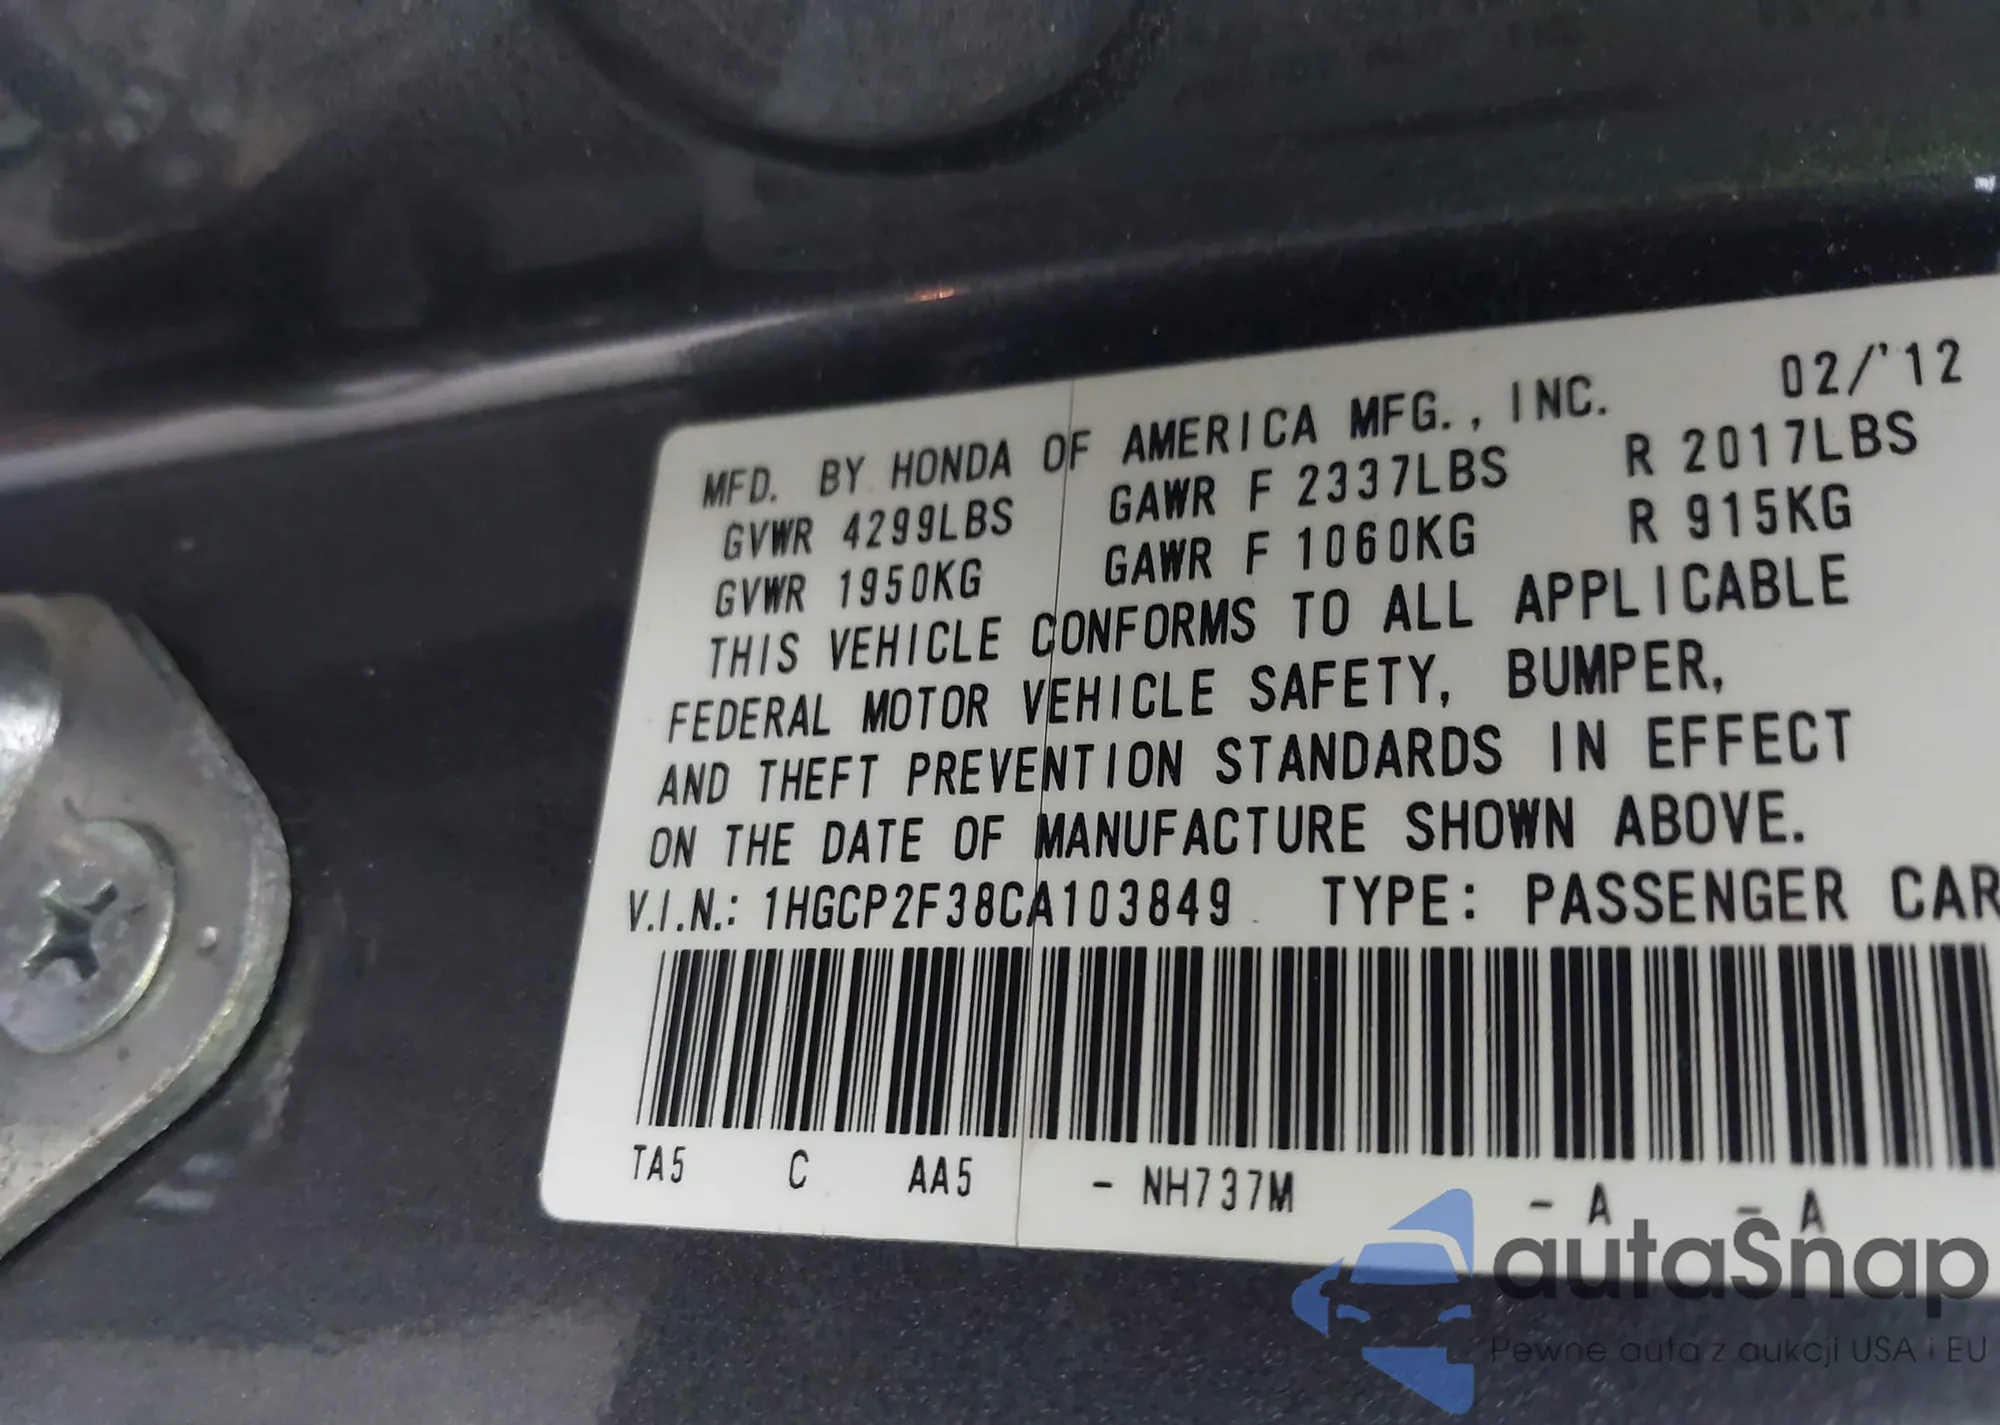 MFD. BY HONDA OF AMERICA MFG., INC. 02/'12
GVWR 4299LBS GAWR F 2337LBS R 2017LBS
GVWR 1950KG GAWR F 1060KG R 915KG
THIS VEHICLE CONFORMS TO ALL APPLICABLE
FEDERAL MOTOR VEHICLE SAFETY, BUMPER,
AND THEFT PREVENTION STANDARDS IN EFFECT
ON THE DATE OF MANUFACTURE SHOWN ABOVE.
V.I.N.: 1HGCP2F38CA103849 TYPE: PASSENGER CAR
TA5 C AA5 - NH737M - A - A
autaSnap
Pewne auta z aukcji USA i EU